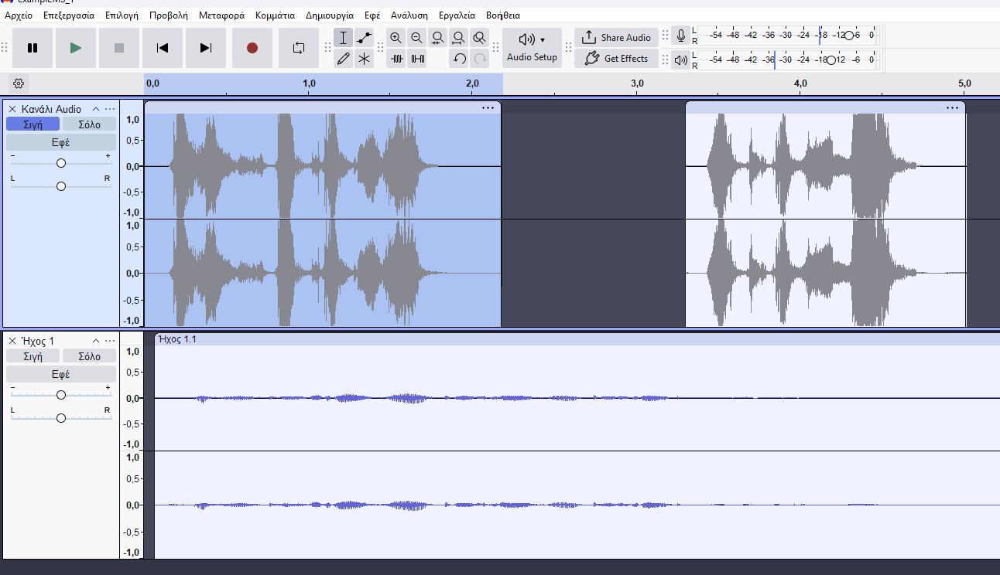 Αρχείο Επεξεργασία Επιλογή Προβολή Μεταφορά Κομμάτια Δημιουργία Εφέ Ανάλυση Εργαλεία Βοήθεια
Audio Setup
Share Audio
Get Effects
L
R
-54 -48 -42 -36 -30 -24 -18 -12 -6 0
L
R
-54 -48 -42 -36 -30 -24 -18 -12 -6 0
0,0 1,0 2,0 3,0 4,0 5,0
Κανάλι Audio
Σιγή Σόλο
Εφέ
- +
L R
1,0
0,5
0,0
-0,5
-1,0
1,0
0,5
0,0
-0,5
-1,0
Ήχος 1
Σιγή Σόλο
Εφέ
- +
L R
Ήχος 1.1
1,0
0,5
0,0
-0,5
-1,0
1,0
0,5
0,0
-0,5
-1,0